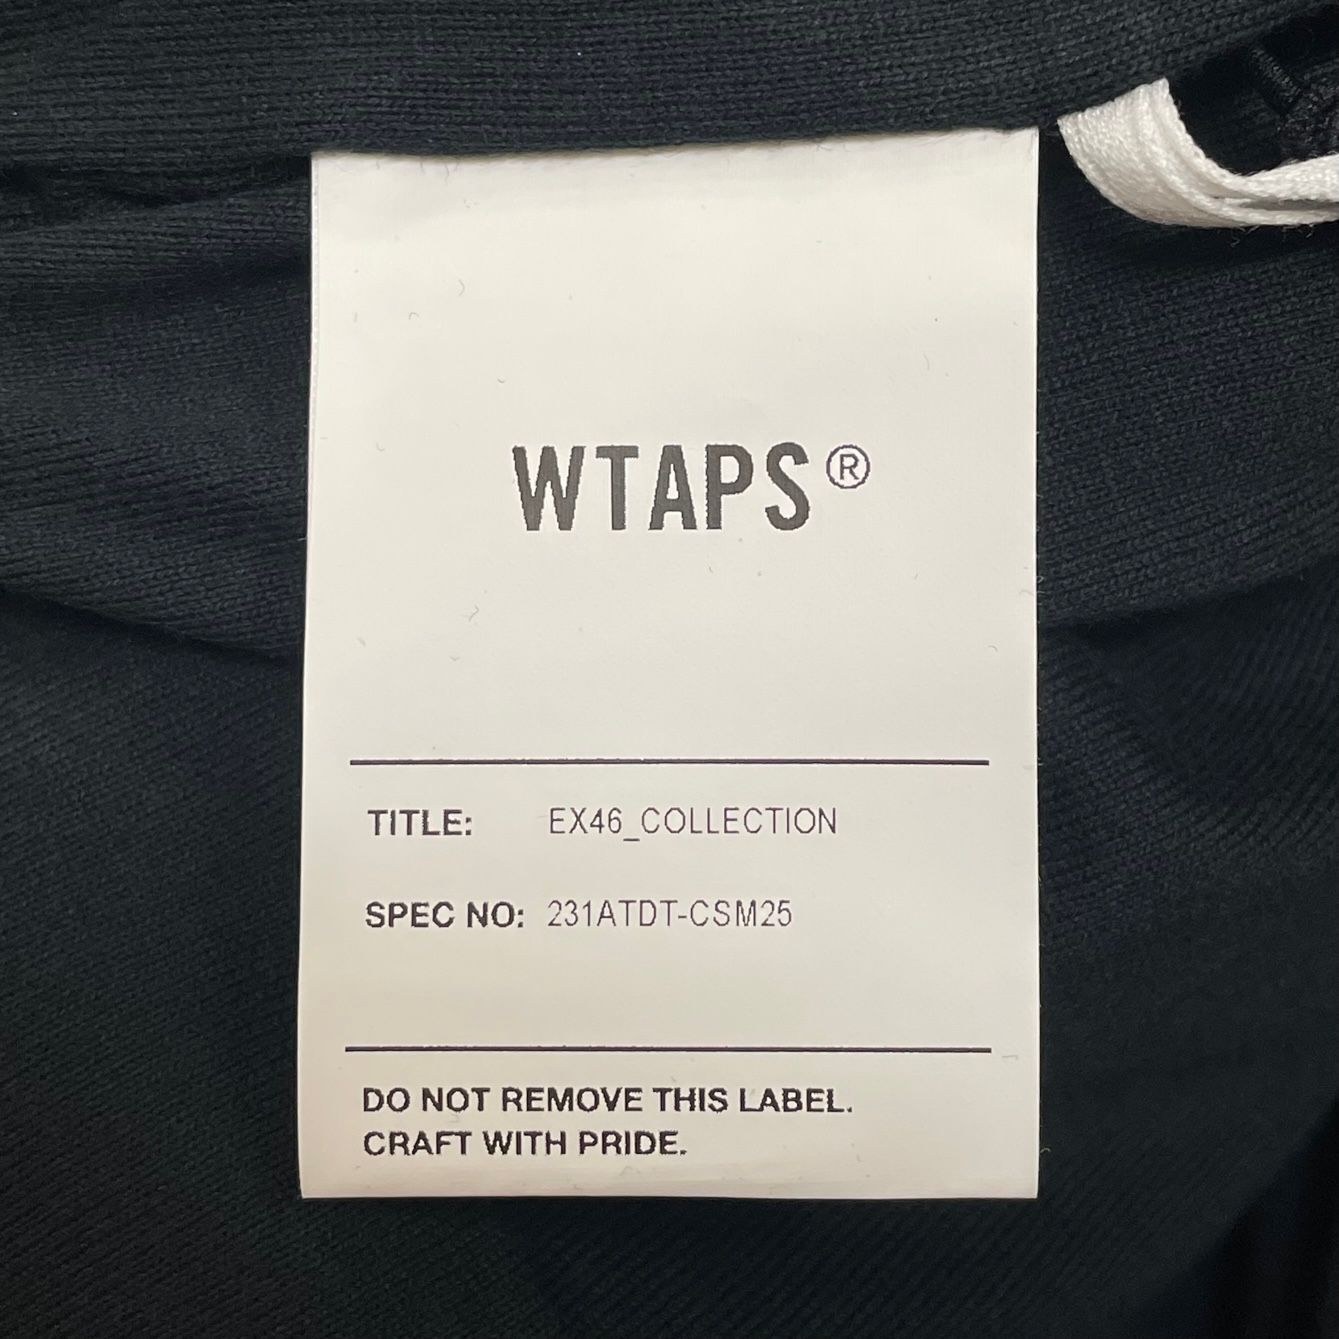 WTAPS®
TITLE: EX46_COLLECTION
SPEC NO: 231ATDT-CSM25
DO NOT REMOVE THIS LABEL.
CRAFT WITH PRIDE.